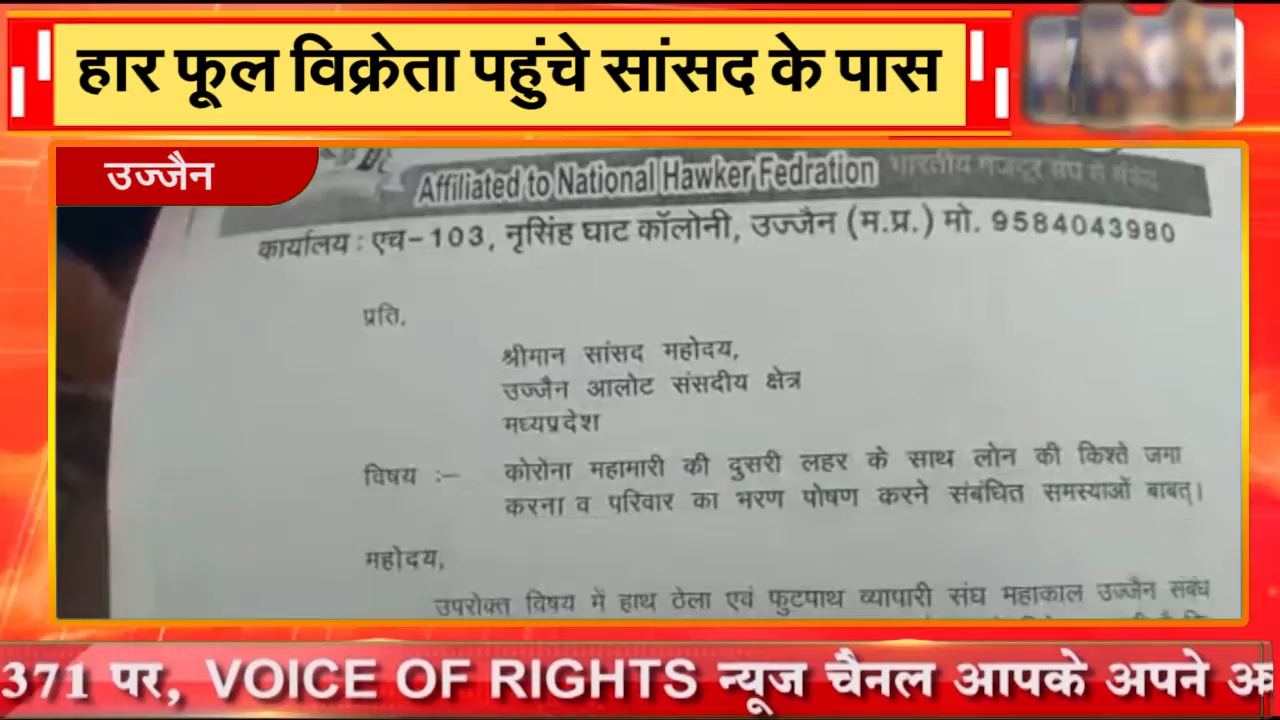 हार फूल विक्रेता पहुंचे सांसद के पास
उज्जैन
Affiliated to National Hawker Fedration भारतीय मजदूर संघ से
कार्यालय : एच-103, नृसिंह घाट कॉलोनी, उज्जैन (म.प्र.) मो. 9584043980
प्रति,
श्रीमान सांसद महोदय,
उज्जैन आलोट संसदीय क्षेत्र
मध्यप्रदेश
विषय :– कोरोना महामारी की दुसरी लहर के साथ लोन की किश्ते जमा
करना व परिवार का भरण पोषण करने संबंधित समस्याओं बाबत्।
महोदय,
उपरोक्त विषय में हाथ ठेला एवं फुटपाथ व्यापारी संघ महाकाल उज्जैन संबंध
371 पर, VOICE OF RIGHTS न्यूज चैनल आपके अपने